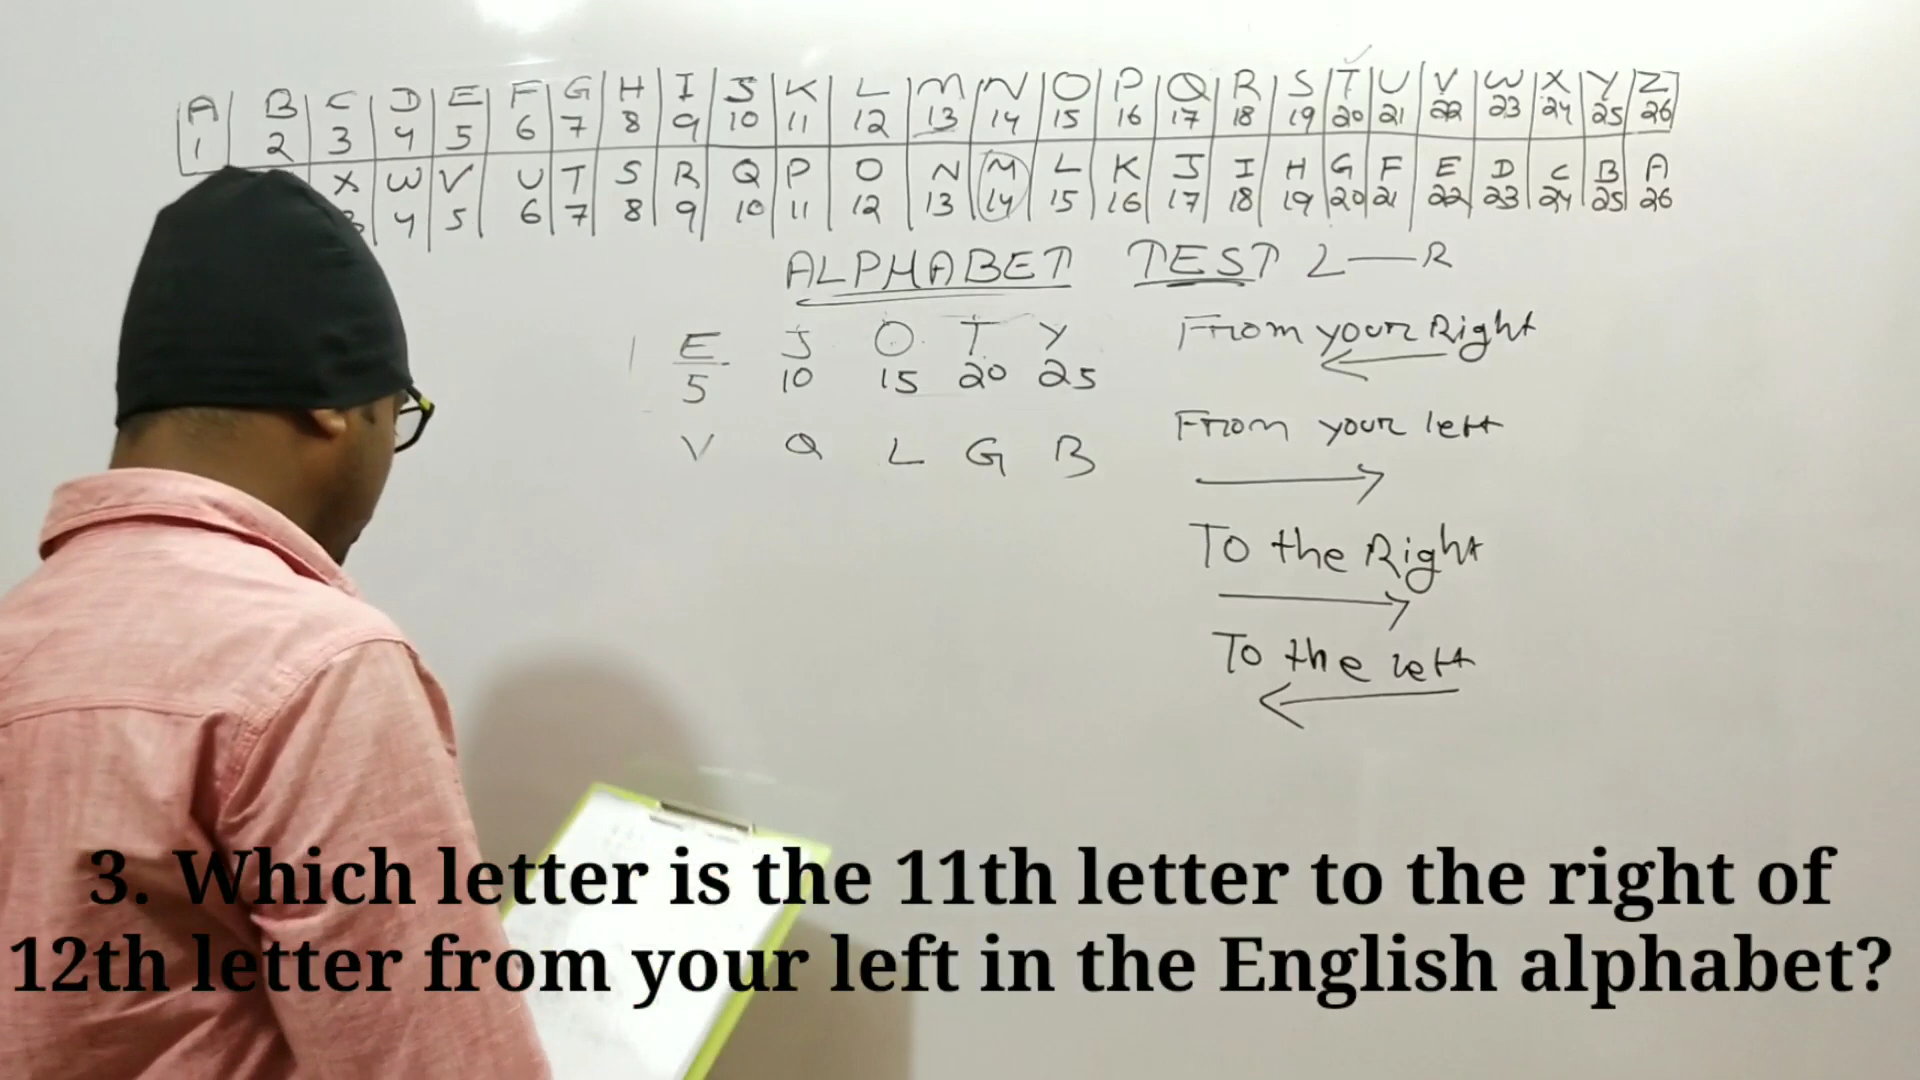 A B C D E F G H I J K L M N O P Q R S T U V W X Y Z
1 2 3 4 5 6 7 8 9 10 11 12 13 14 15 16 17 18 19 20 21 22 23 24 25 26
X W V U T S R Q P O N M L K J I H G F E D C B A
3 4 5 6 7 8 9 10 11 12 13 14 15 16 17 18 19 20 21 22 23 24 25 26
ALPHABET TEST L—R
E J O T Y
5 10 15 20 25
V Q L G B
From your Right
From your left
To the Right
To the left
3. Which letter is the 11th letter to the right of
12th letter from your left in the English alphabet?